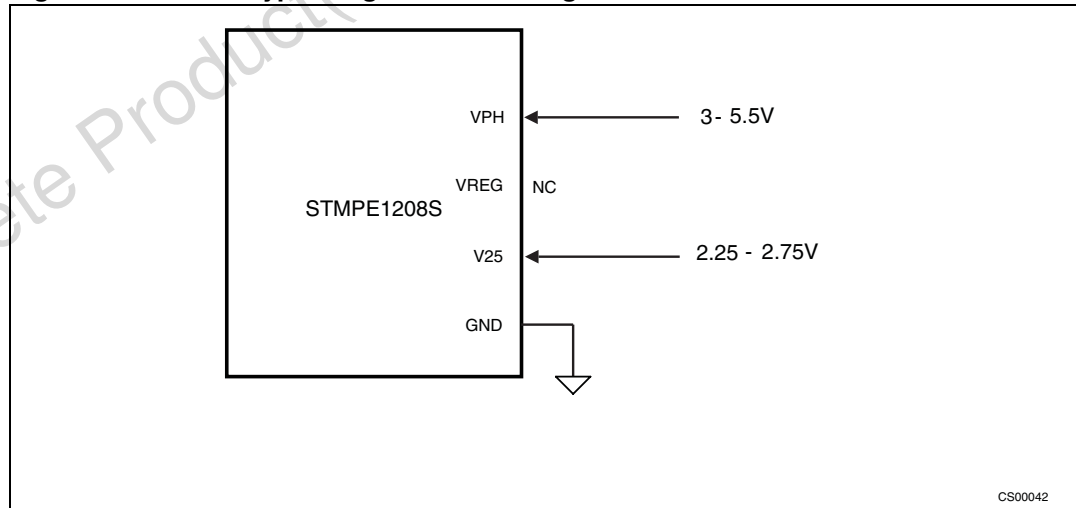 VPH
3- 5.5V
VREG
NC
STMPE1208S
V25
2.25 - 2.75V
GND
CS00042